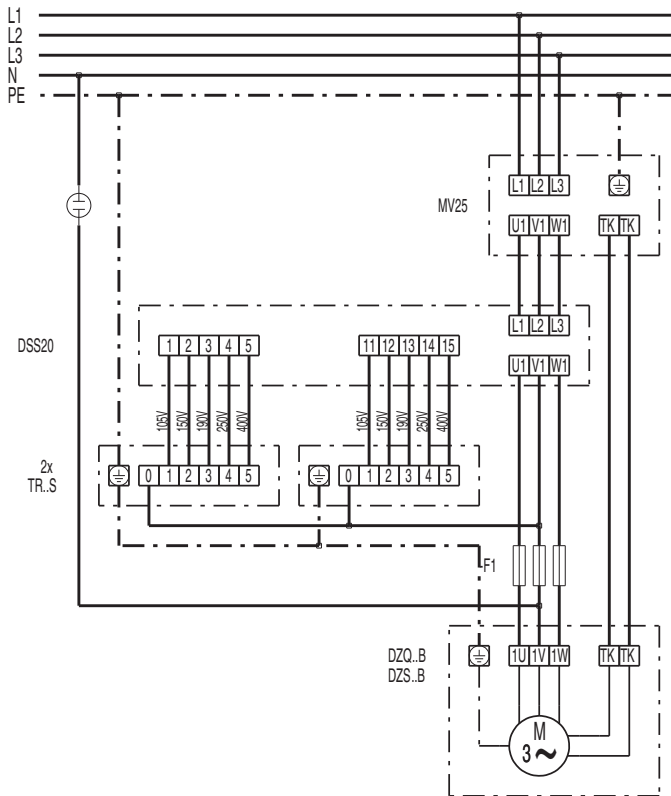 L1
L2
L3
N
PE
L1 L2 L3
MV25
U1 V1 W1 TK TK
L1 L2 L3
DSS20
1 2 3 4 5 11 12 13 14 15
U1 V1 W1
105V 150V 190V 250V 400V 105V 150V 190V 250V 400V
2x
TR..S
0 1 2 3 4 5 0 1 2 3 4 5
F1
DZQ..B
DZS..B
1U 1V 1W TK TK
M
3 ~